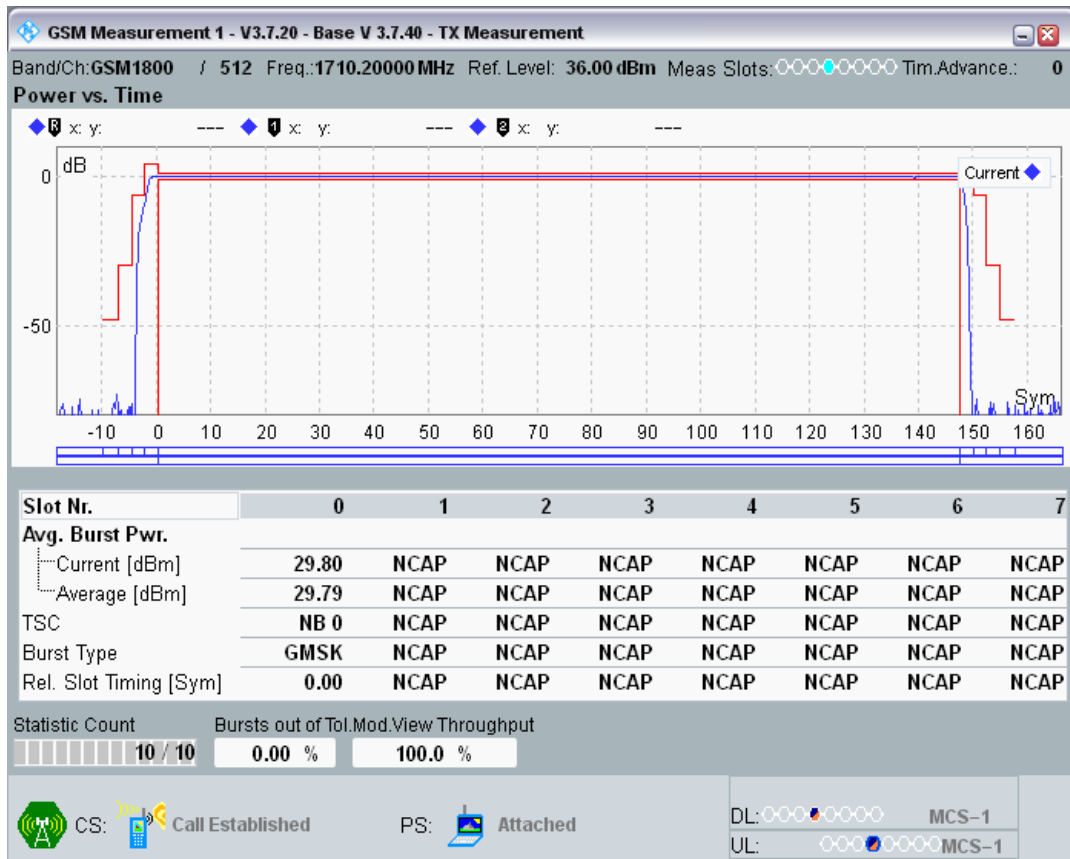 GSM Measurement 1 - V3.7.20 - Base V 3.7.40 - TX Measurement
Band/Ch:GSM1800 / 512 Freq.:1710.20000 MHz Ref. Level: 36.00 dBm Meas Slots: Tim.Advance.: 0
Power vs. Time
R x: y: --- 1 x: y: --- 2 x: y: ---
dB
Current
0
-50
Sym
-10 0 10 20 30 40 50 60 70 80 90 100 110 120 130 140 150 160
Slot Nr. 0 1 2 3 4 5 6 7
Avg. Burst Pwr.
Current [dBm] 29.80 NCAP NCAP NCAP NCAP NCAP NCAP NCAP
Average [dBm] 29.79 NCAP NCAP NCAP NCAP NCAP NCAP NCAP
TSC NB 0 NCAP NCAP NCAP NCAP NCAP NCAP NCAP
Burst Type GMSK NCAP NCAP NCAP NCAP NCAP NCAP NCAP
Rel. Slot Timing [Sym] 0.00 NCAP NCAP NCAP NCAP NCAP NCAP NCAP
Statistic Count Bursts out of Tol. Mod.View Throughput
10 / 10 0.00 % 100.0 %
CS: Call Established PS: Attached
DL: MCS-1
UL: MCS-1